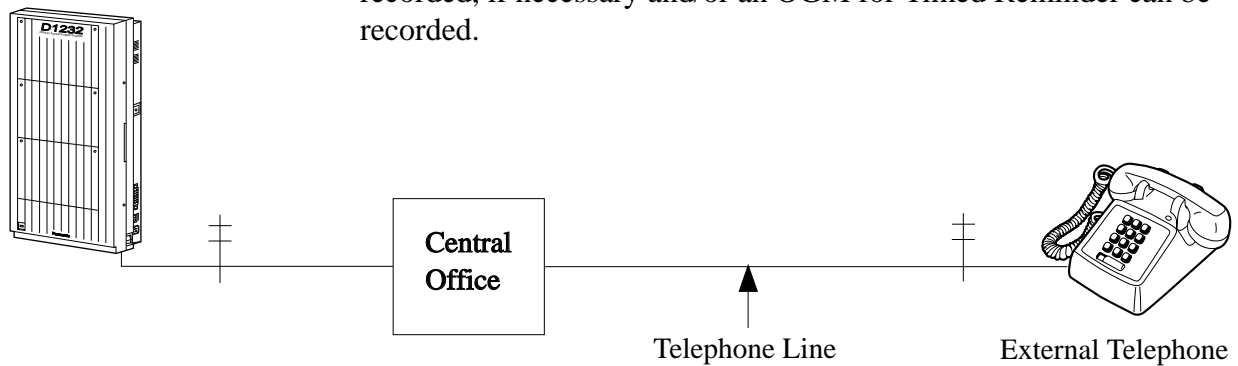 recorded, if necessary and/or an OGM for Timed Reminder can be
recorded.
D1232
Central
Office
Telephone Line
External Telephone